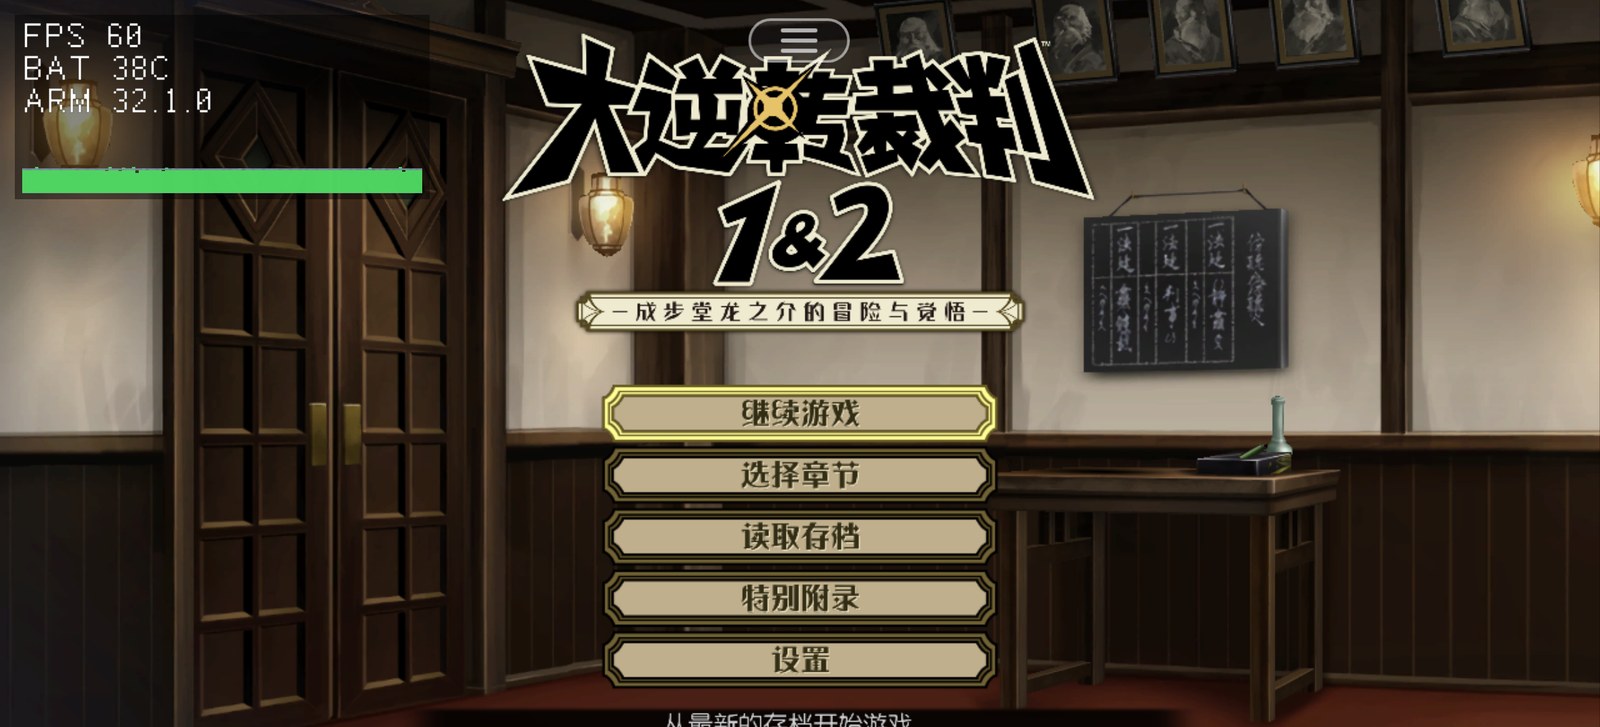 FPS 60
BAT 38C
ARM 32.1.0
大逆转裁判™
1&2
－成步堂龙之介的冒险与觉悟－
继续游戏
选择章节
读取存档
特别附录
设置
从最新的存档开始游戏